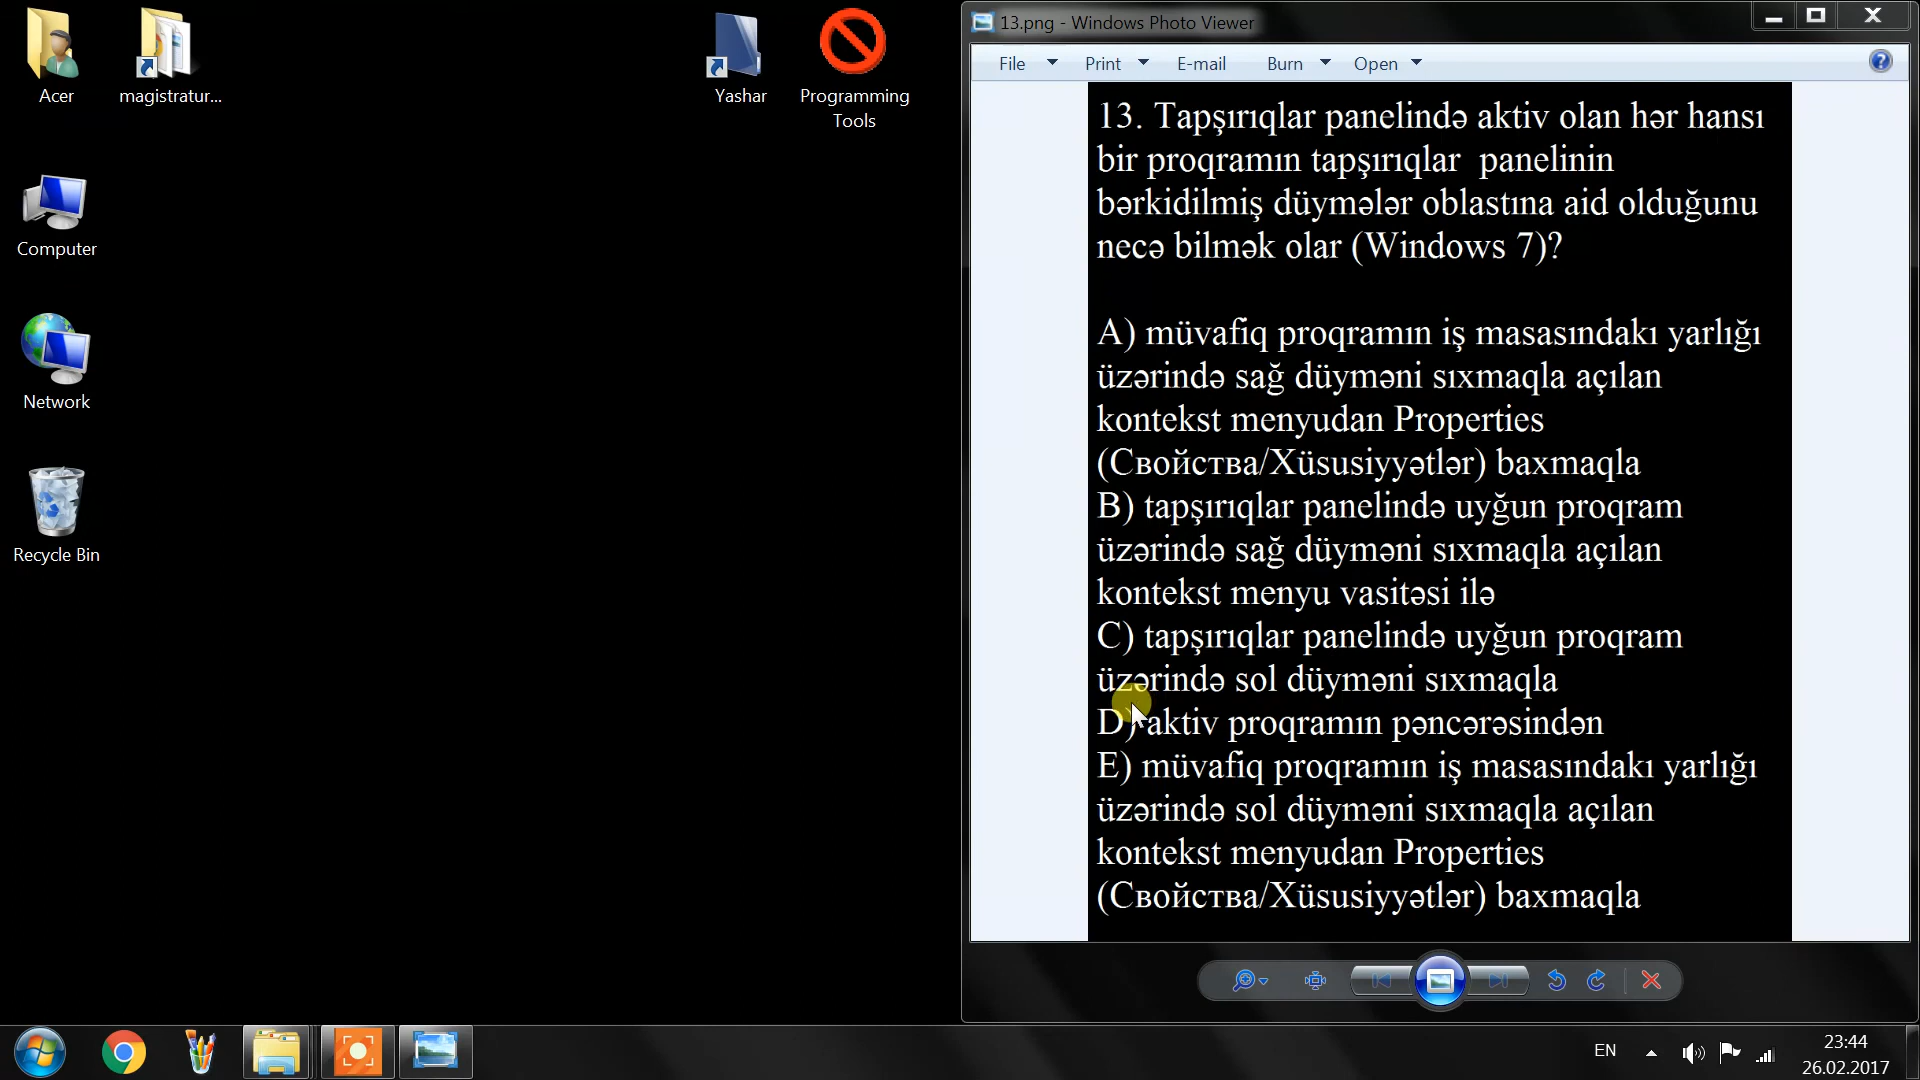 Acer
magistratur...
Yashar
Programming
Tools
Computer
Network
Recycle Bin
13.png - Windows Photo Viewer
File
Print
E-mail
Burn
Open
13. Tapşırıqlar panelində aktiv olan hər hansı
bir proqramın tapşırıqlar panelinin
bərkidilmiş düymələr oblastına aid olduğunu
necə bilmək olar (Windows 7)?
A) müvafiq proqramın iş masasındakı yarlığı
üzərində sağ düyməni sıxmaqla açılan
kontekst menyudan Properties
(Свойства/Xüsusiyyətlər) baxmaqla
B) tapşırıqlar panelində uyğun proqram
üzərində sağ düyməni sıxmaqla açılan
kontekst menyu vasitəsi ilə
C) tapşırıqlar panelində uyğun proqram
üzərində sol düyməni sıxmaqla
D) aktiv proqramın pəncərəsindən
E) müvafiq proqramın iş masasındakı yarlığı
üzərində sol düyməni sıxmaqla açılan
kontekst menyudan Properties
(Свойства/Xüsusiyyətlər) baxmaqla
EN
23:44
26.02.2017